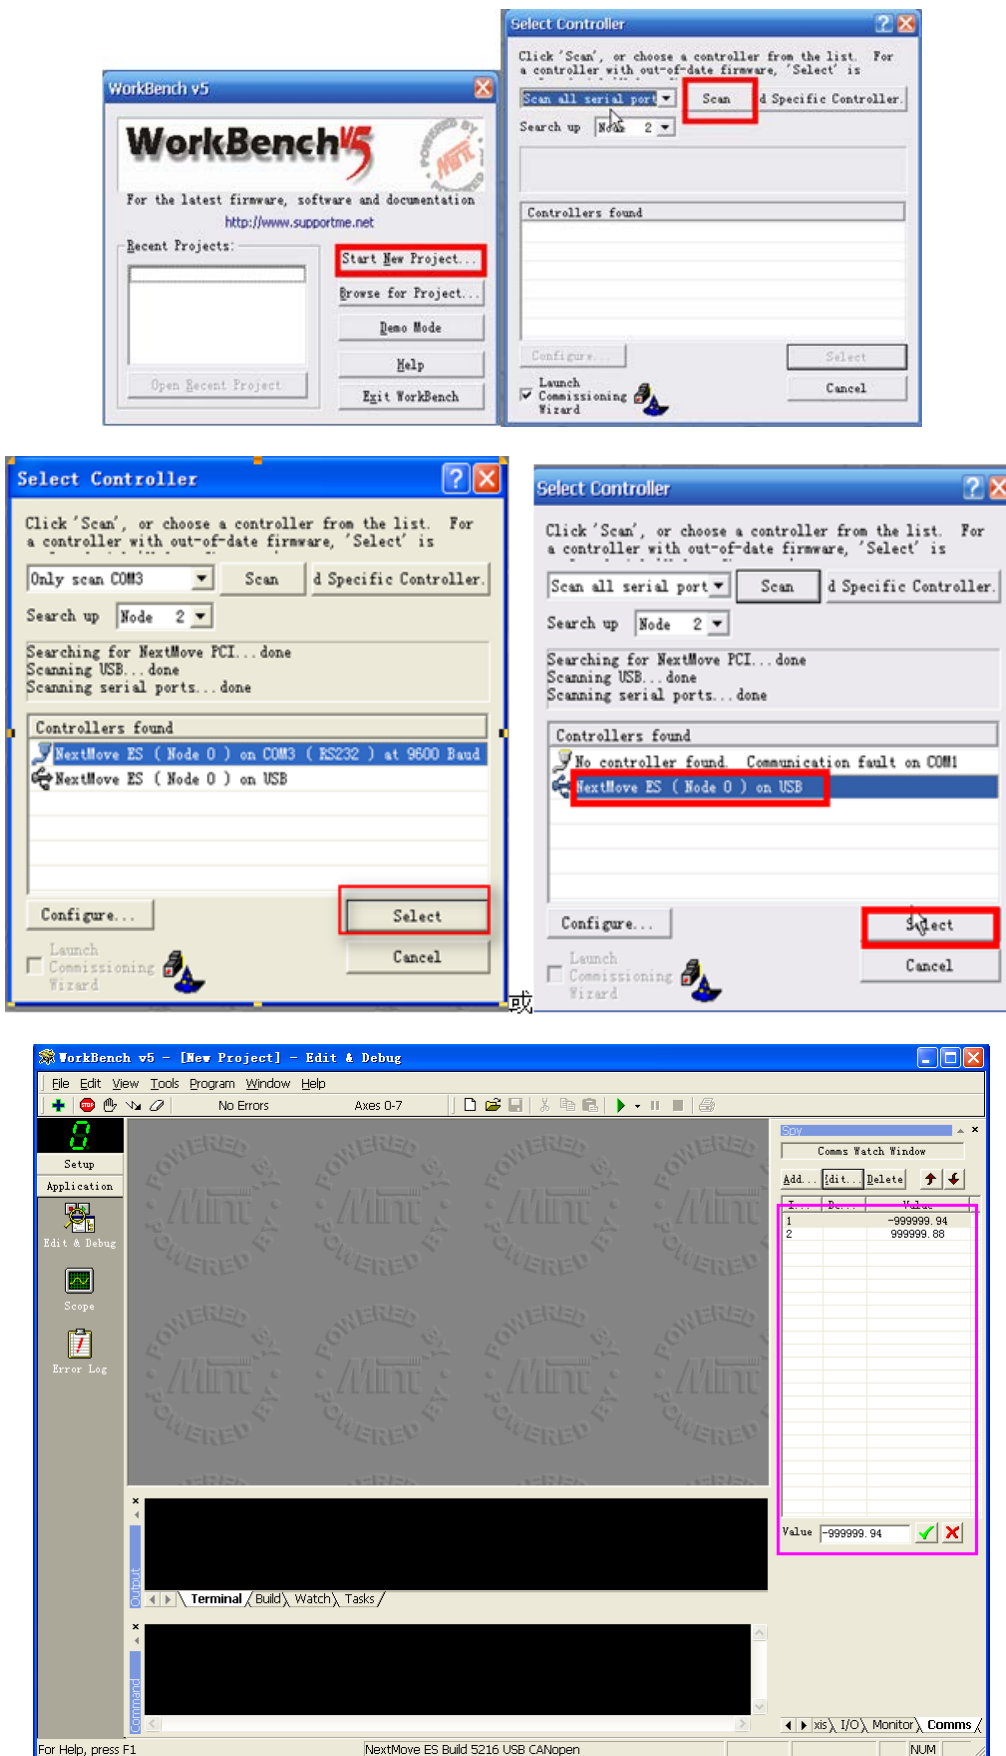 WorkBench v5
WorkBench v5
POWERED BY Mint
For the latest firmware, software and documentation
http://www.supportme.net
Recent Projects:
Start New Project...
Browse for Project...
Demo Mode
Help
Open Recent Project
Exit WorkBench
Select Controller
Click 'Scan', or choose a controller from the list. For
a controller with out-of-date firmware, 'Select' is
Scan all serial port
Scan
d Specific Controller.
Search up
Node 2
Controllers found
Configure...
Select
Launch
Commissioning
Wizard
Cancel
Select Controller
Click 'Scan', or choose a controller from the list. For
a controller with out-of-date firmware, 'Select' is
Only scan COM3
Scan
d Specific Controller.
Search up
Node 2
Searching for NextMove PCI...done
Scanning USB...done
Scanning serial ports...done
Controllers found
NextMove ES ( Node 0 ) on COM3 ( RS232 ) at 9600 Baud
NextMove ES ( Node 0 ) on USB
Configure...
Select
Launch
Commissioning
Wizard
Cancel
或
Select Controller
Click 'Scan', or choose a controller from the list. For
a controller with out-of-date firmware, 'Select' is
Scan all serial port
Scan
d Specific Controller.
Search up
Node 2
Searching for NextMove PCI...done
Scanning USB...done
Scanning serial ports...done
Controllers found
No controller found. Communication fault on COM1
NextMove ES ( Node 0 ) on USB
Configure...
Select
Launch
Commissioning
Wizard
Cancel
WorkBench v5 - [New Project] - Edit & Debug
File Edit View Tools Program Window Help
STOP
No Errors
Axes 0-7
Setup
Application
Edit & Debug
Scope
Error Log
POWERED BY Mint
Spy
Comms Watch Window
Add... Edit... Delete
I... De... Value
1 -999999.94
2 999999.88
Value -999999.94
Output
Terminal Build Watch Tasks
Command
xis I/O Monitor Comms
For Help, press F1
NextMove ES Build 5216 USB CANopen
NUM